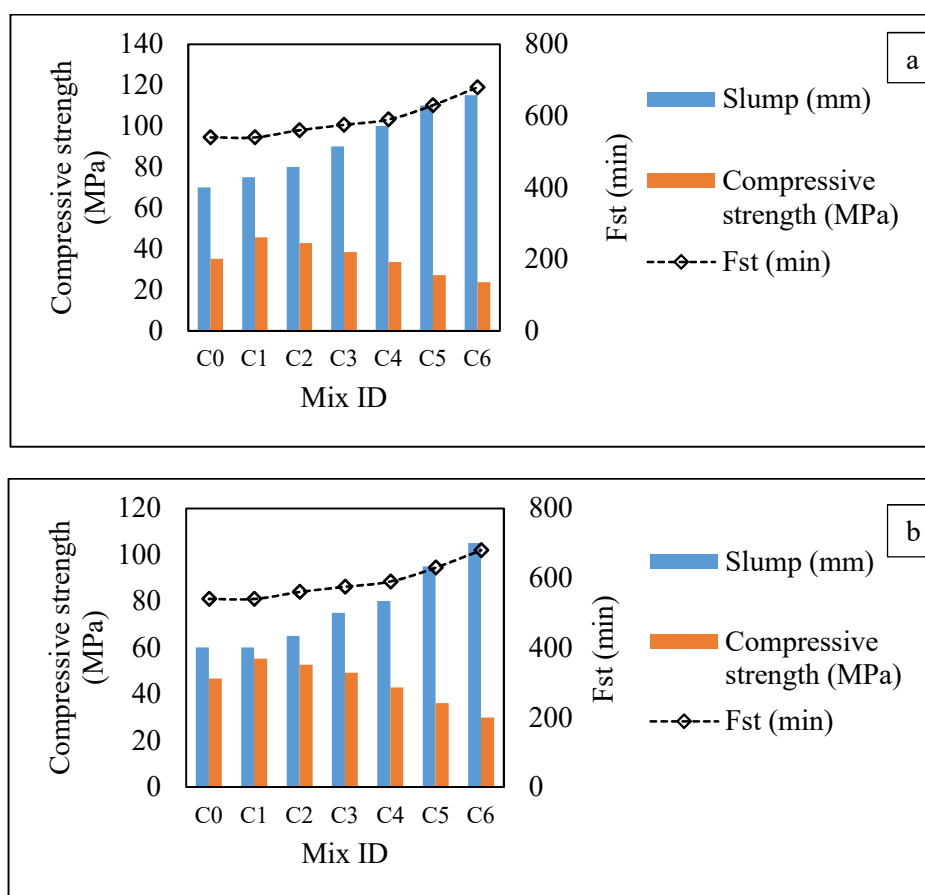 a
Compressive strength
(MPa)
140
120
100
80
60
40
20
0
C0 C1 C2 C3 C4 C5 C6
Mix ID
800
600
400
200
0
Fst (min)
Slump (mm)
Compressive
strength (MPa)
Fst (min)
b
Compressive strength
(MPa)
120
100
80
60
40
20
0
C0 C1 C2 C3 C4 C5 C6
Mix ID
800
600
400
200
0
Fst (min)
Slump (mm)
Compressive
strength (MPa)
Fst (min)